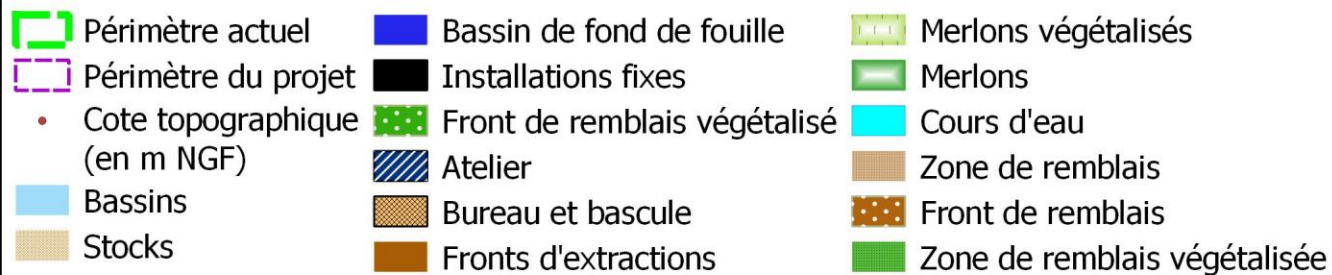 Périmètre actuel
Périmètre du projet
Cote topographique
(en m NGF)
Bassins
Stocks
Bassin de fond de fouille
Installations fixes
Front de remblais végétalisé
Atelier
Bureau et bascule
Fronts d'extractions
Merlons végétalisés
Merlons
Cours d'eau
Zone de remblais
Front de remblais
Zone de remblais végétalisée